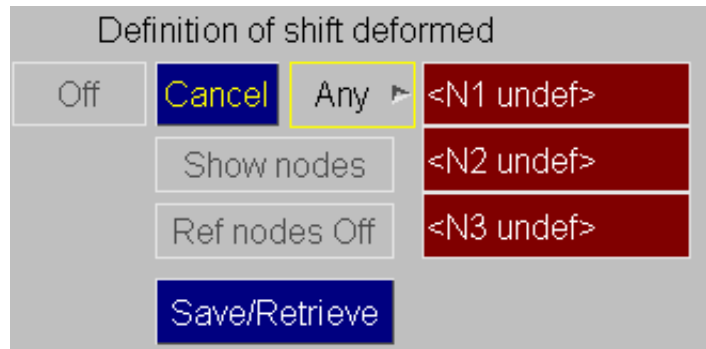 Definition of shift deformed
Off Cancel Any <N1 undef>
Show nodes <N2 undef>
Ref nodes Off <N3 undef>
Save/Retrieve